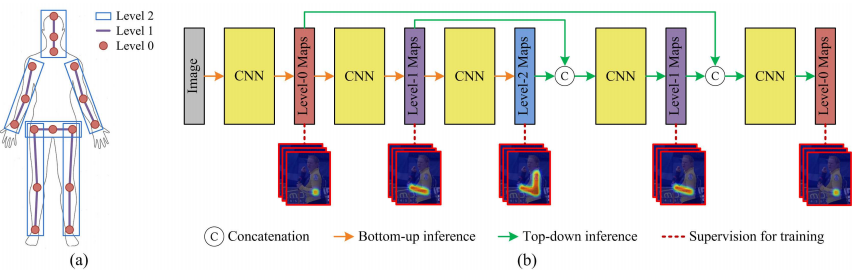 Level 2
Level 1
Level 0
(a)
Image
CNN
Level-0 Maps
CNN
Level-1 Maps
CNN
Level-2 Maps
C
CNN
Level-1 Maps
C
CNN
Level-0 Maps
C Concatenation
Bottom-up inference
Top-down inference
Supervision for training
(b)